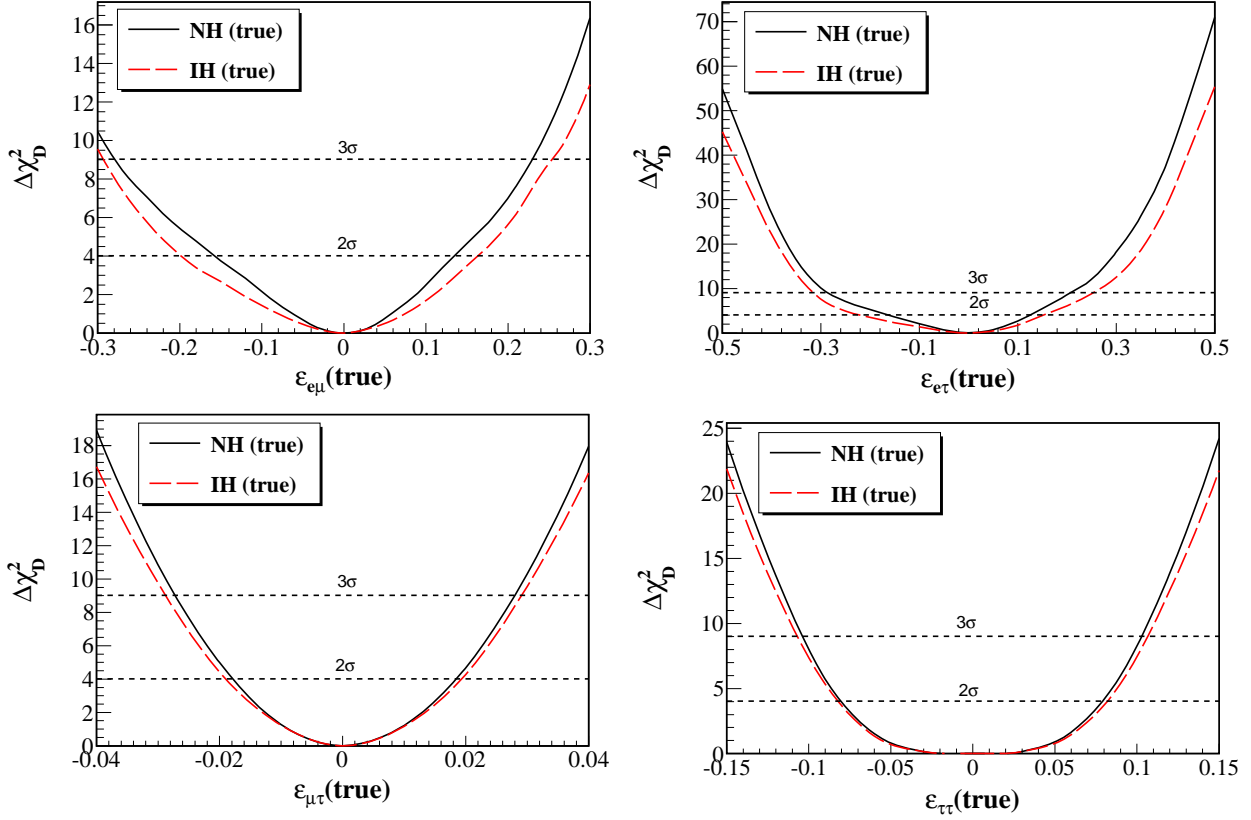 NH (true)
IH (true)
3σ
2σ
Δχ²_D
16
14
12
10
8
6
4
2
0
-0.3 -0.2 -0.1 0 0.1 0.2 0.3
ε_eμ(true)
NH (true)
IH (true)
3σ
2σ
Δχ²_D
70
60
50
40
30
20
10
0
-0.5 -0.3 -0.1 0.1 0.3 0.5
ε_eτ(true)
NH (true)
IH (true)
3σ
2σ
Δχ²_D
18
16
14
12
10
8
6
4
2
0
-0.04 -0.02 0 0.02 0.04
ε_μτ(true)
NH (true)
IH (true)
3σ
2σ
Δχ²_D
25
20
15
10
5
0
-0.15 -0.1 -0.05 0 0.05 0.1 0.15
ε_ττ(true)